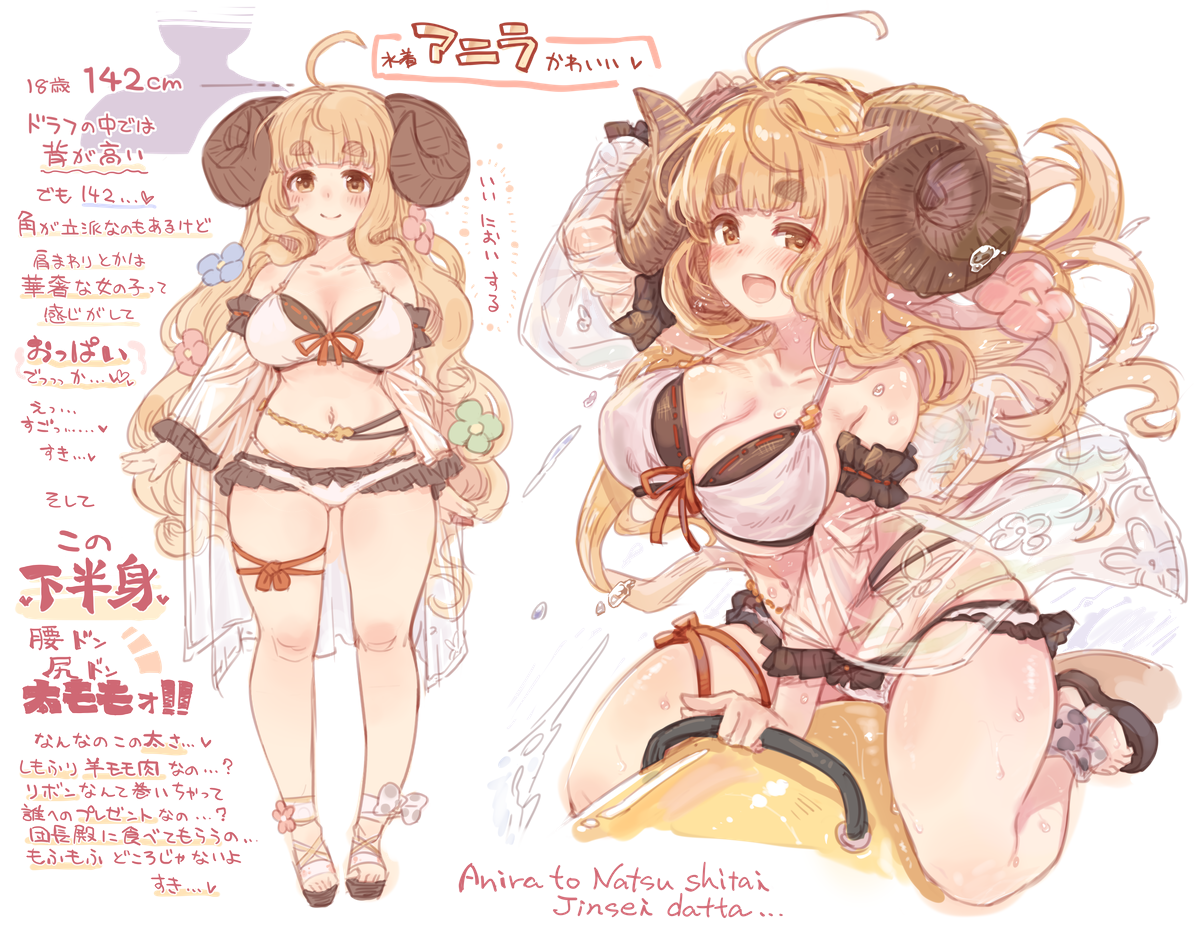 水着 アニラ かわいい
18歳 142cm
ドラフの中では
背が高い
でも 142...♥
角が立派なのもあるけど
肩まわりとかは
華奢な女の子って
感じがして
おっぱい
でっっっか...♥
えっ...
すごっ......♥
すき...♥
そして
この
下半身
腰ドン
尻ドン
太ももォ!!
なんなのこの太さ...♥
しもふり羊モモ肉なの...?
リボンなんて巻いちゃって
誰へのプレゼントなの...?
団長殿に食べてもらうの...
もふもふどころじゃないよ
すき...♥
いいにおいする
Anira to Natsu shitai
Jinsei datta...